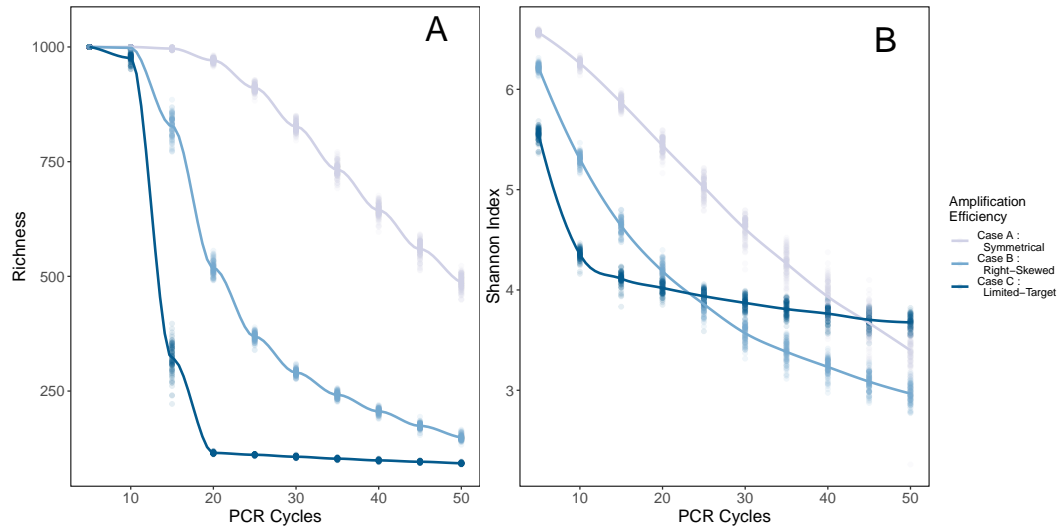 A
1000
750
500
250
Richness
10
20
30
40
50
PCR Cycles
B
6
5
4
3
Shannon Index
10
20
30
40
50
PCR Cycles
Amplification
Efficiency
Case A :
Symmetrical
Case B :
Right−Skewed
Case C :
Limited−Target